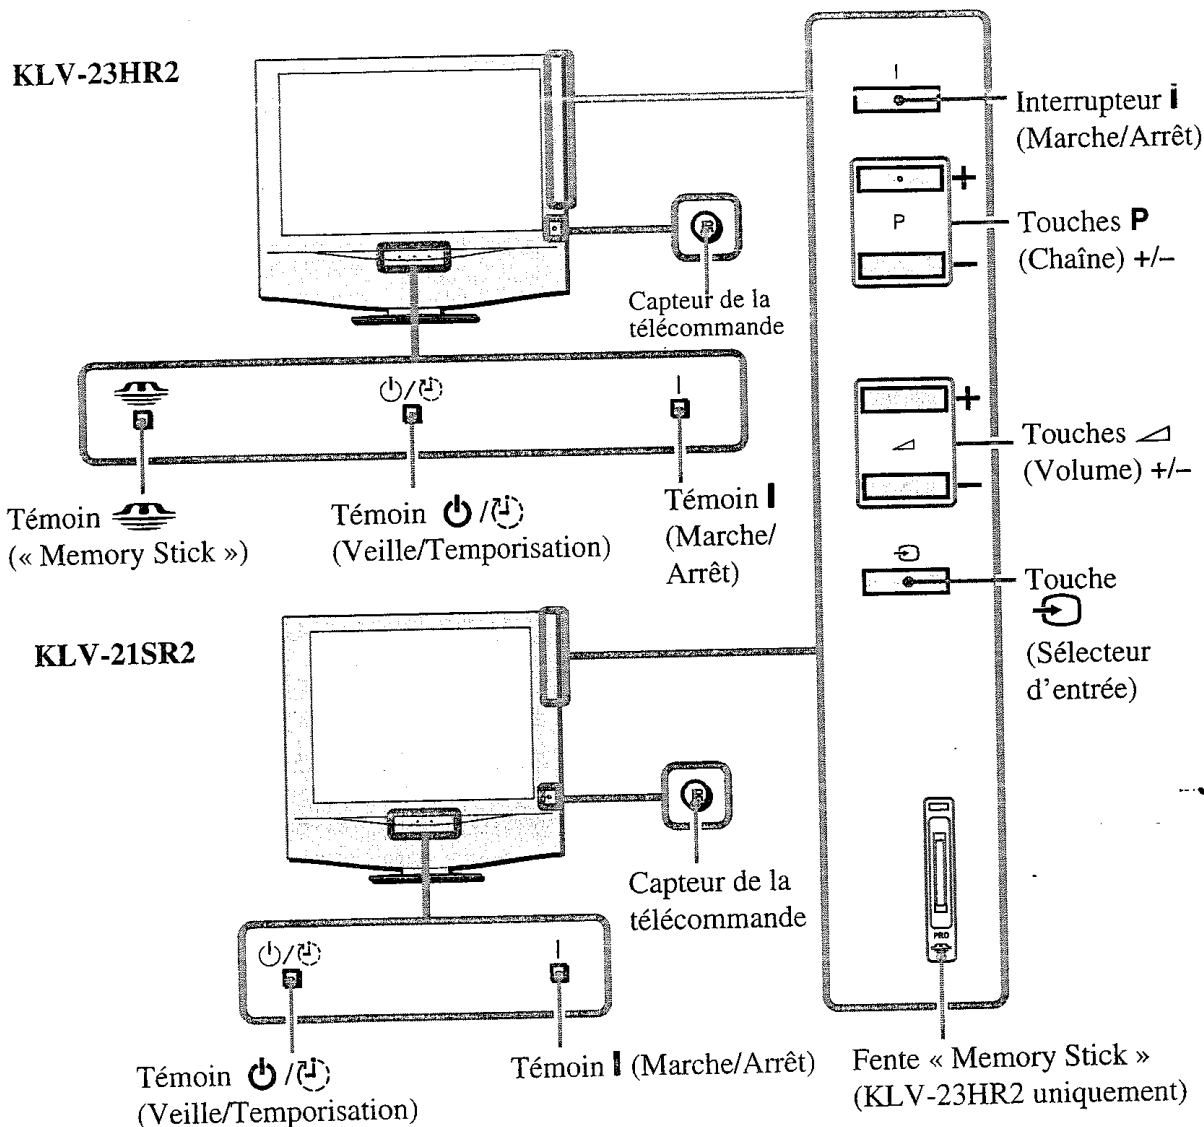 KLV-23HR2
Interrupteur I
(Marche/Arrêt)
+
P
Touches P
(Chaîne) +/–
–
Capteur de la
télécommande
+
Touches
(Volume) +/–
–
Témoin
(« Memory Stick »)
Témoin /
(Veille/Temporisation)
Témoin I
(Marche/
Arrêt)
Touche
(Sélecteur
d'entrée)
KLV-21SR2
Capteur de la
télécommande
PRO
Témoin /
(Veille/Temporisation)
Témoin I (Marche/Arrêt)
Fente « Memory Stick »
(KLV-23HR2 uniquement)